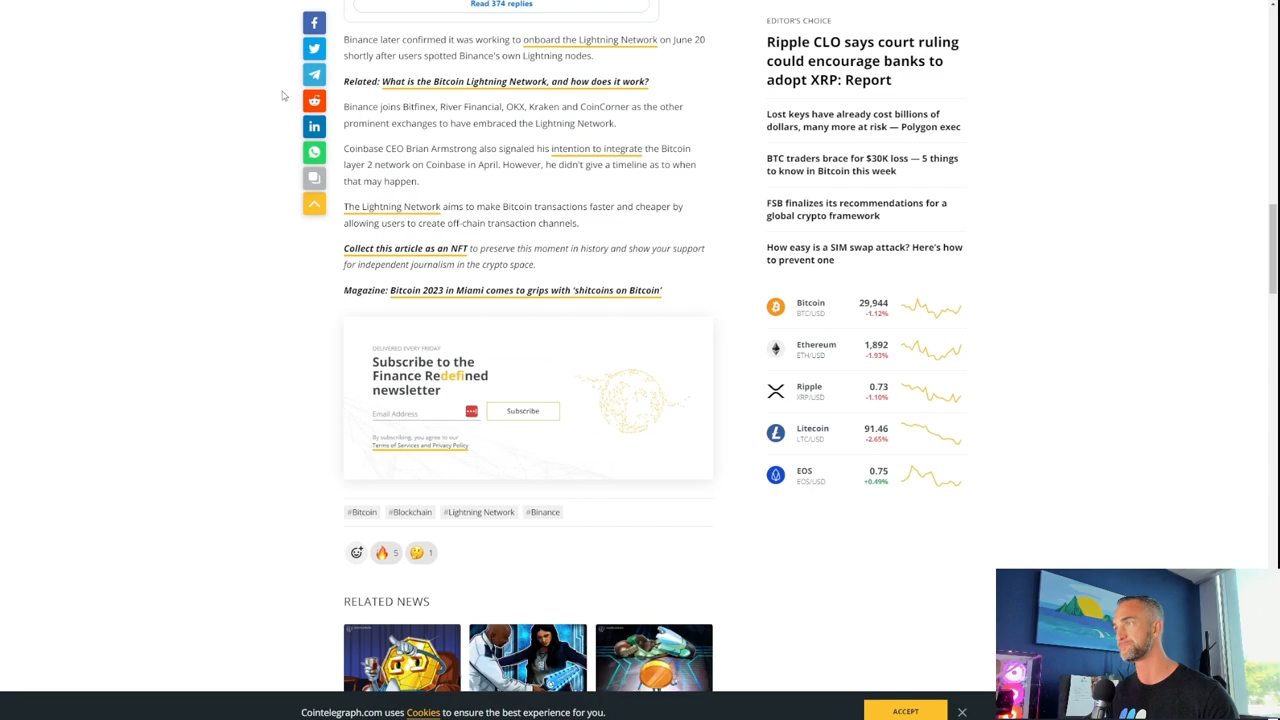 Read 374 replies
Binance later confirmed it was working to onboard the Lightning Network on June 20
shortly after users spotted Binance's own Lightning nodes.
Related: What is the Bitcoin Lightning Network, and how does it work?
Binance joins Bitfinex, River Financial, OKX, Kraken and CoinCorner as the other
prominent exchanges to have embraced the Lightning Network.
Coinbase CEO Brian Armstrong also signaled his intention to integrate the Bitcoin
layer 2 network on Coinbase in April. However, he didn't give a timeline as to when
that may happen.
The Lightning Network aims to make Bitcoin transactions faster and cheaper by
allowing users to create off-chain transaction channels.
Collect this article as an NFT to preserve this moment in history and show your support
for independent journalism in the crypto space.
Magazine: Bitcoin 2023 in Miami comes to grips with ‘shitcoins on Bitcoin’
DELIVERED EVERY FRIDAY
Subscribe to the
Finance Redefined
newsletter
Email Address
Subscribe
By subscribing, you agree to our
Terms of Services and Privacy Policy
#Bitcoin #Blockchain #Lightning Network #Binance
5 1
RELATED NEWS
EDITOR'S CHOICE
Ripple CLO says court ruling
could encourage banks to
adopt XRP: Report
Lost keys have already cost billions of
dollars, many more at risk — Polygon exec
BTC traders brace for $30K loss — 5 things
to know in Bitcoin this week
FSB finalizes its recommendations for a
global crypto framework
How easy is a SIM swap attack? Here's how
to prevent one
Bitcoin 29,944
BTC/USD -1.12%
Ethereum 1,892
ETH/USD -1.93%
Ripple 0.73
XRP/USD -1.10%
Litecoin 91.46
LTC/USD -2.65%
EOS 0.75
EOS/USD +0.49%
Cointelegraph.com uses Cookies to ensure the best experience for you.
ACCEPT